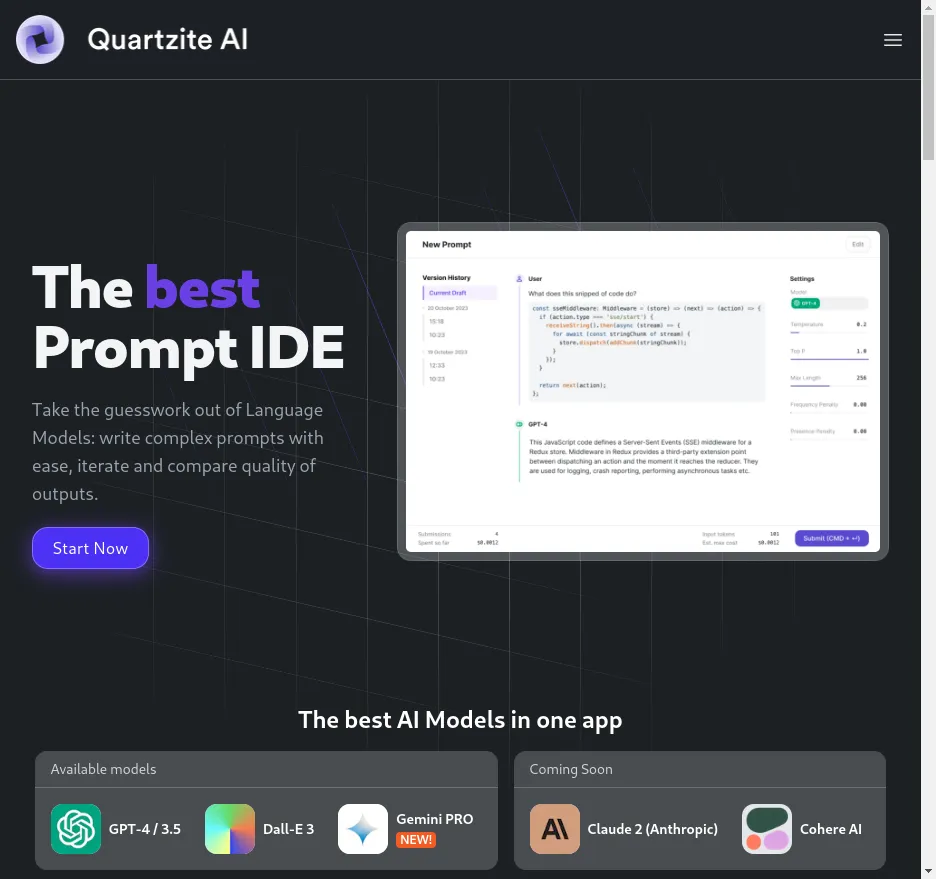 Quartzite AI
The best
Prompt IDE
Take the guesswork out of Language
Models: write complex prompts with
ease, iterate and compare quality of
outputs.
Start Now
New Prompt
Edit
Version History
Current Draft
20 October 2023
15:18
10:23
19 October 2023
12:33
10:23
User
What does this snipped of code do?
const sseMiddleware: Middleware = (store) => (next) => (action) => {
if (action.type === 'sse/start') {
receiveString().then(async (stream) => {
for await (const stringChunk of stream) {
store.dispatch(addChunk(stringChunk));
}
});
}
return next(action);
};
GPT-4
This JavaScript code defines a Server-Sent Events (SSE) middleware for a
Redux store. Middleware in Redux provides a third-party extension point
between dispatching an action and the moment it reaches the reducer. They
are used for logging, crash reporting, performing asynchronous tasks etc.
Settings
Model
GPT-4
Temperature 0.2
Top P 1.0
Max Length 256
Frequency Penalty 0.00
Presence Penalty 0.00
Submissions 4
Spent so far $0.0012
Input tokens 101
Est. max cost $0.0012
Submit (CMD + ↵)
The best AI Models in one app
Available models
GPT-4 / 3.5
Dall-E 3
Gemini PRO
NEW!
Coming Soon
Claude 2 (Anthropic)
Cohere AI